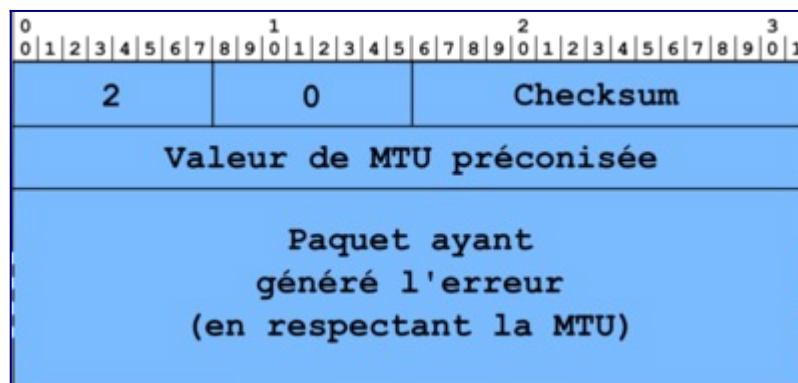 0 1 2 3
0|1|2|3|4|5|6|7|8|9|0|1|2|3|4|5|6|7|8|9|0|1|2|3|4|5|6|7|8|9|0|1
2 0 Checksum
Valeur de MTU préconisée
Paquet ayant
généré l'erreur
(en respectant la MTU)